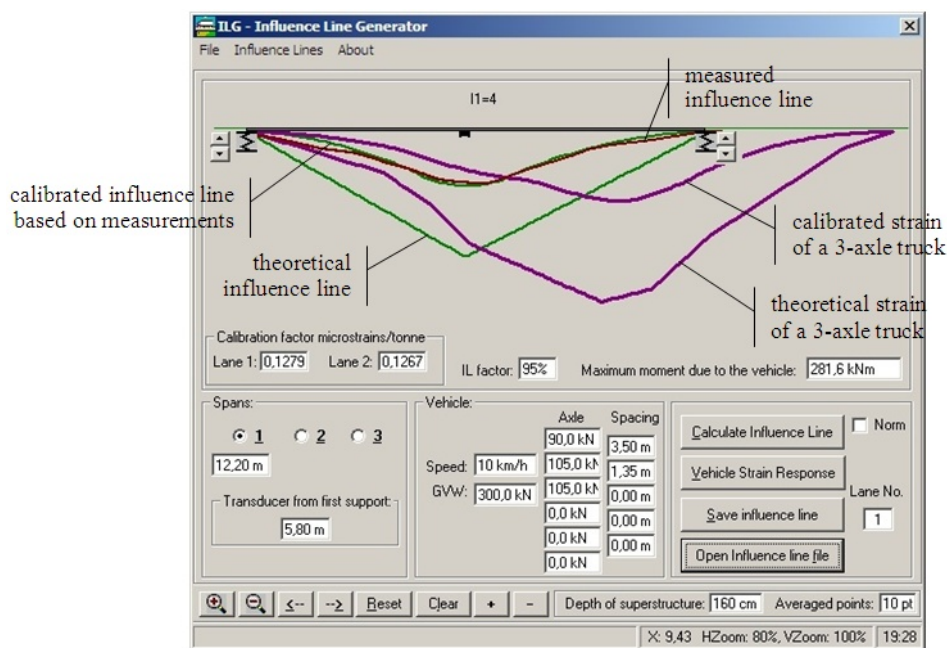 ILG - Influence Line Generator
File Influence Lines About
measured
influence line
l1=4
calibrated influence line
based on measurements
calibrated strain
of a 3-axle truck
theoretical
influence line
theoretical strain
of a 3-axle truck
Calibration factor microstrains/tonne
Lane 1: 0,1279 Lane 2: 0,1267
IL factor: 95% Maximum moment due to the vehicle: 281,6 kNm
Spans:
1 2 3
12,20 m
Transducer from first support:
5,80 m
Vehicle:
Axle Spacing
90,0 kN
3,50 m
105,0 kN
1,35 m
105,0 kN
0,00 m
0,0 kN
0,00 m
0,0 kN
0,00 m
0,0 kN
Speed: 10 km/h
GVW: 300,0 kN
Calculate Influence Line Norm
Vehicle Strain Response
Lane No.
Save influence line 1
Open Influence line file
<-- --> Reset Clear + - Depth of superstructure: 160 cm Averaged points: 10 pt
X: 9,43 HZoom: 80%, VZoom: 100% 19:28